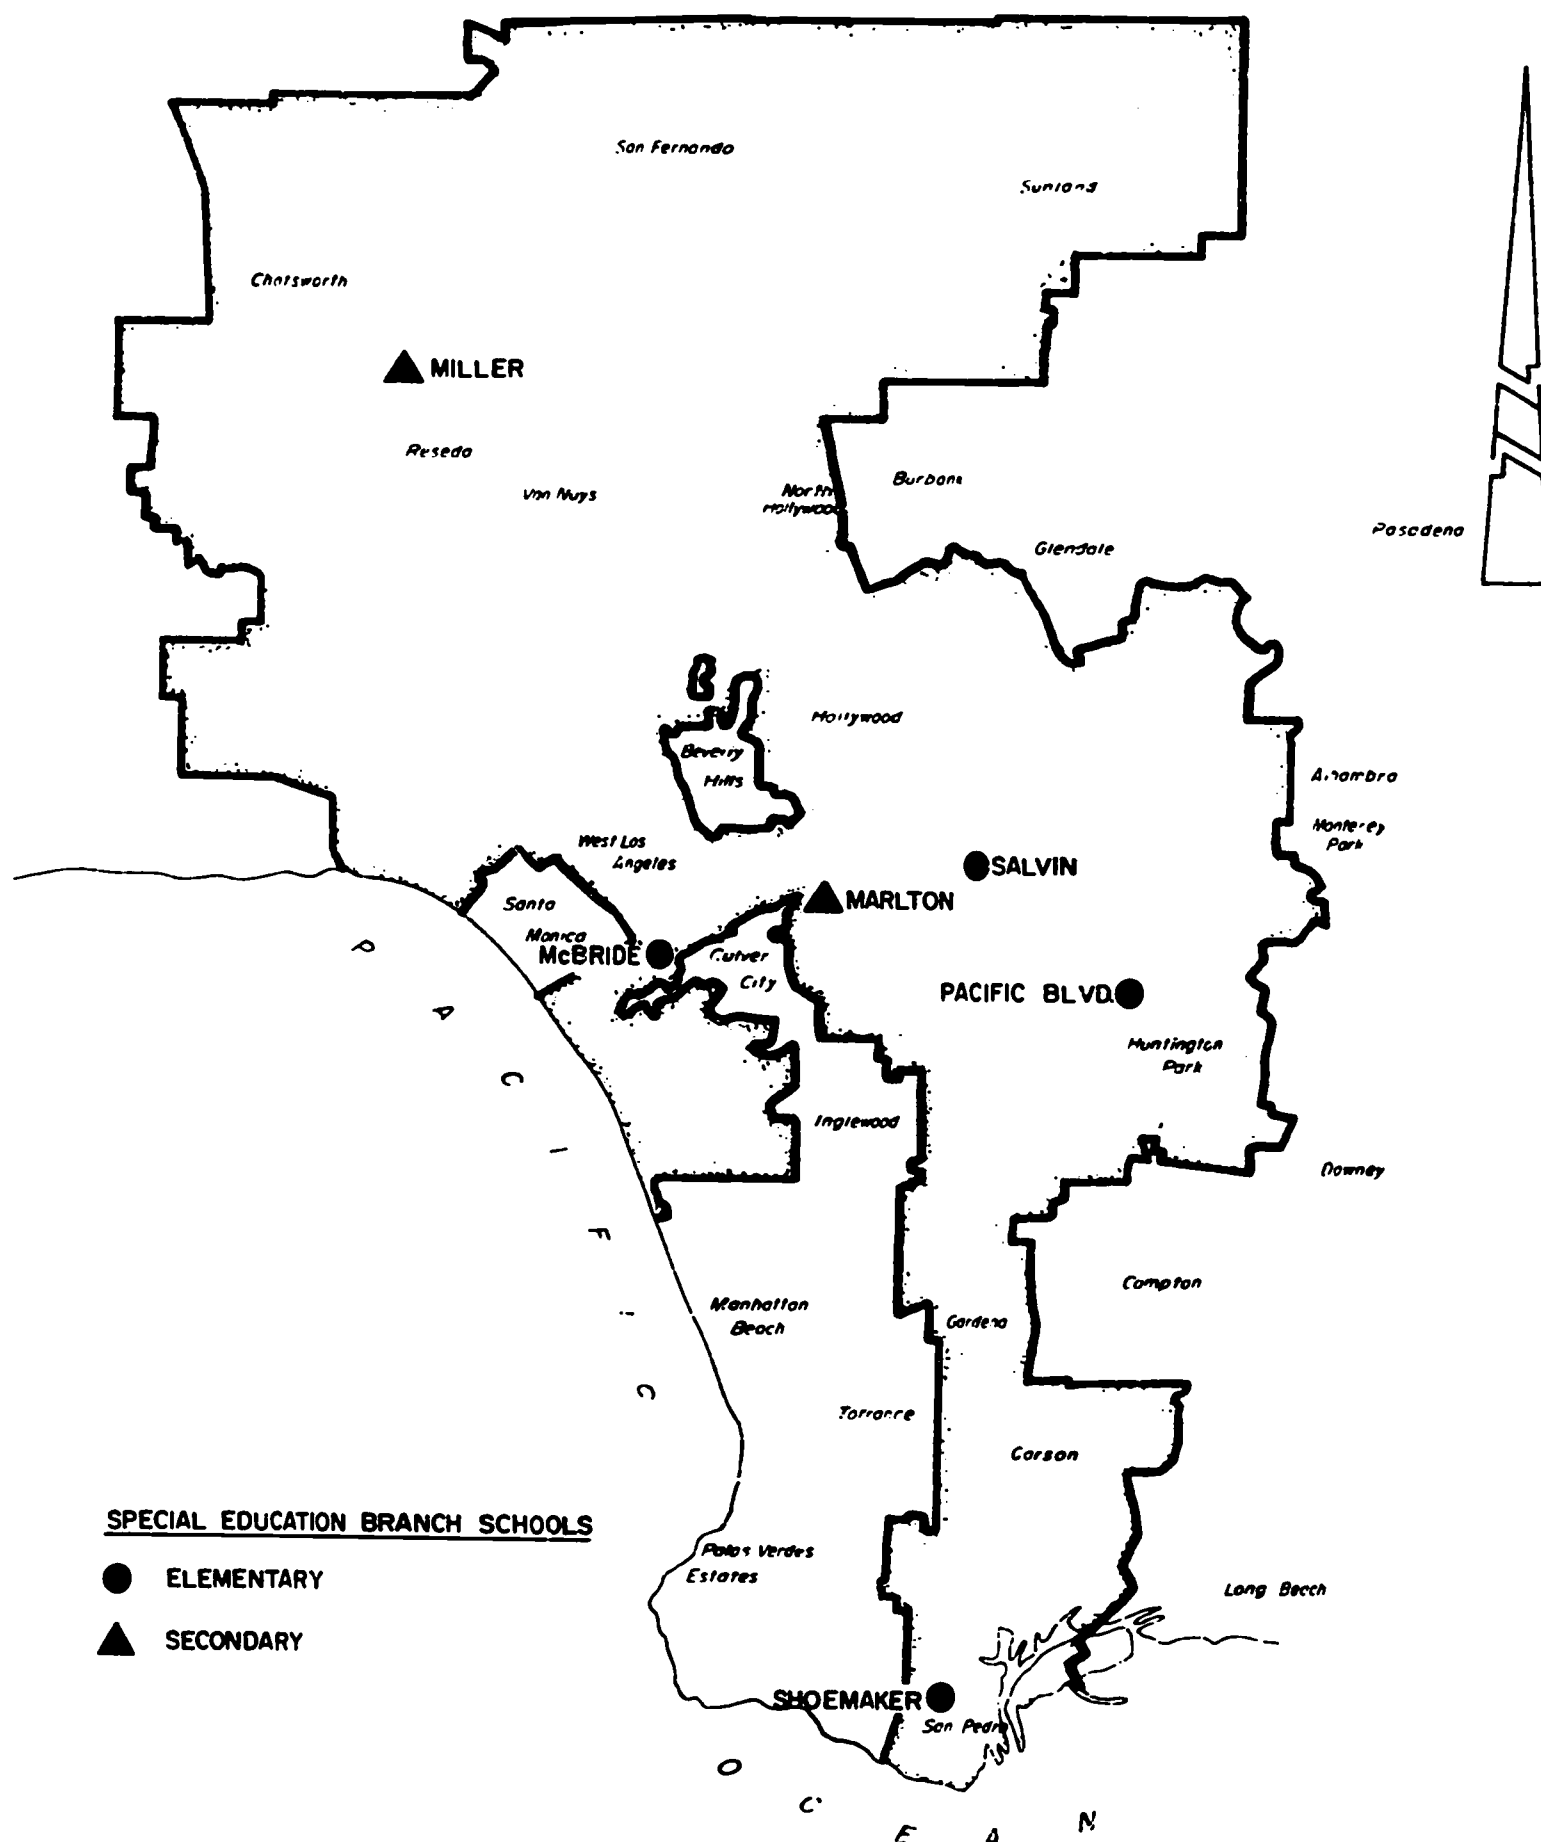 San Fernando
Sunland
Chatsworth
MILLER
Reseda
Van Nuys
North
Hollywood
Burbank
Glendale
Pasadena
Hollywood
Beverly
Hills
Alhambra
Monterey
Park
West Los
Angeles
SALVIN
MARLTON
Santa
Monica
McBRIDE
Culver
City
PACIFIC BLVD.
Huntington
Park
Inglewood
Downey
Compton
Manhattan
Beach
Gardena
Torrance
Carson
PACIFIC
SPECIAL EDUCATION BRANCH SCHOOLS
ELEMENTARY
SECONDARY
Palos Verdes
Estates
Long Beach
SHOEMAKER
San Pedro
OCEAN